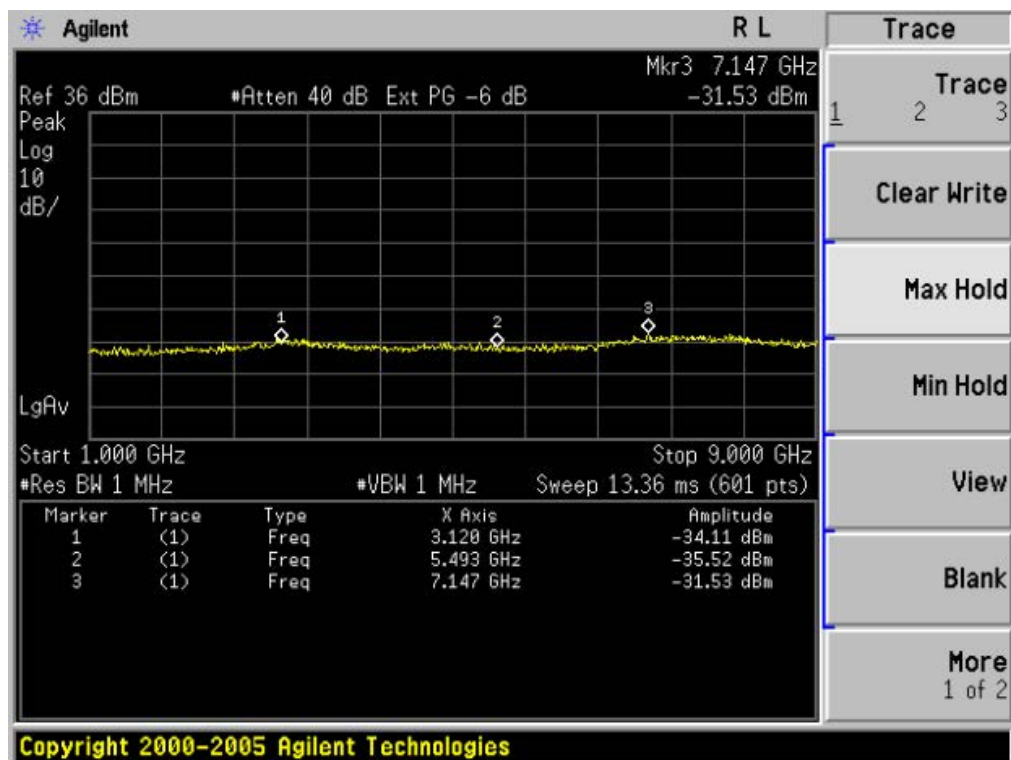 Agilent
R L
Trace
Mkr3 7.147 GHz
Ref 36 dBm #Atten 40 dB Ext PG -6 dB -31.53 dBm
Peak
Log
10
dB/
1
2
3
LgAv
Start 1.000 GHz Stop 9.000 GHz
#Res BW 1 MHz #VBW 1 MHz Sweep 13.36 ms (601 pts)
Marker Trace Type X Axis Amplitude
1 (1) Freq 3.120 GHz -34.11 dBm
2 (1) Freq 5.493 GHz -35.52 dBm
3 (1) Freq 7.147 GHz -31.53 dBm
Trace
1 2 3
Clear Write
Max Hold
Min Hold
View
Blank
More
1 of 2
Copyright 2000-2005 Agilent Technologies